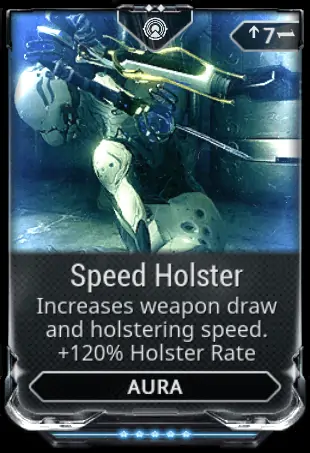 7
Speed Holster
Increases weapon draw
and holstering speed.
+120% Holster Rate
AURA